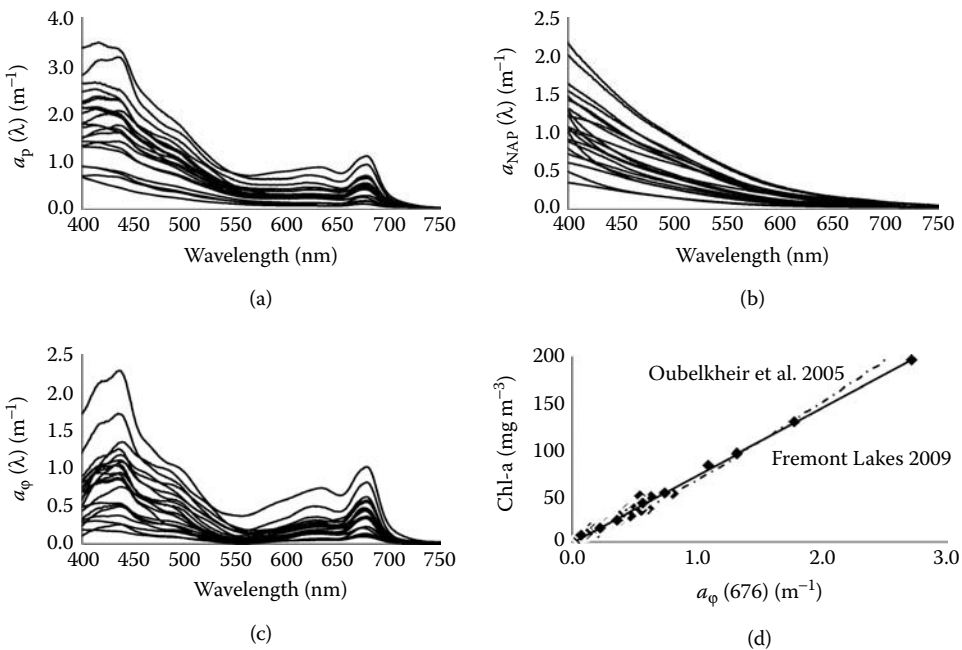 4.0
3.0
2.0
1.0
0.0
a_p (λ) (m⁻¹)
400 450 500 550 600 650 700 750
Wavelength (nm)
(a)
2.5
2.0
1.5
1.0
0.5
0.0
a_NAP (λ) (m⁻¹)
400 450 500 550 600 650 700 750
Wavelength (nm)
(b)
2.5
2.0
1.5
1.0
0.5
0.0
a_φ (λ) (m⁻¹)
400 450 500 550 600 650 700 750
Wavelength (nm)
(c)
200
150
100
50
0
Chl-a (mg m⁻³)
Oubelkheir et al. 2005
Fremont Lakes 2009
0.0 1.0 2.0 3.0
a_φ (676) (m⁻¹)
(d)